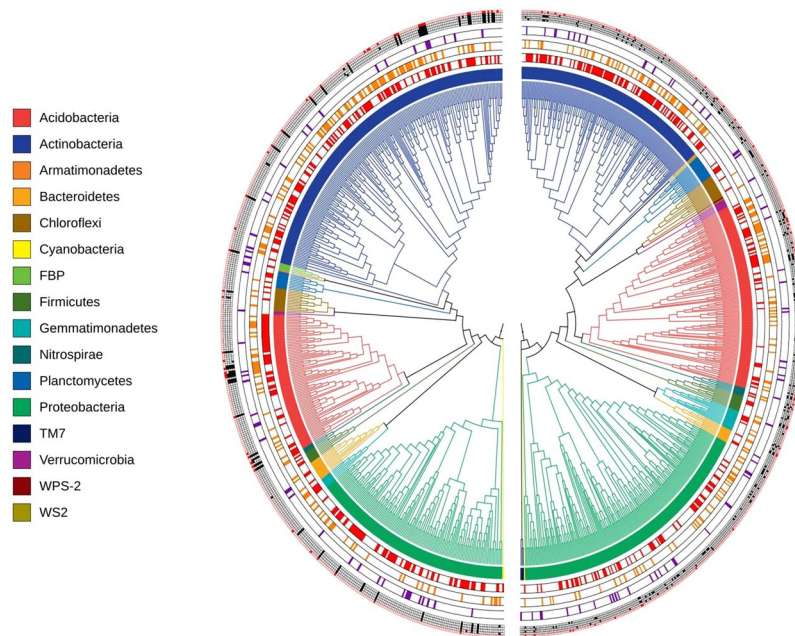 Acidobacteria
Actinobacteria
Armatimonadetes
Bacteroidetes
Chloroflexi
Cyanobacteria
FBP
Firmicutes
Gemmatimonadetes
Nitrospirae
Planctomycetes
Proteobacteria
TM7
Verrucomicrobia
WPS-2
WS2